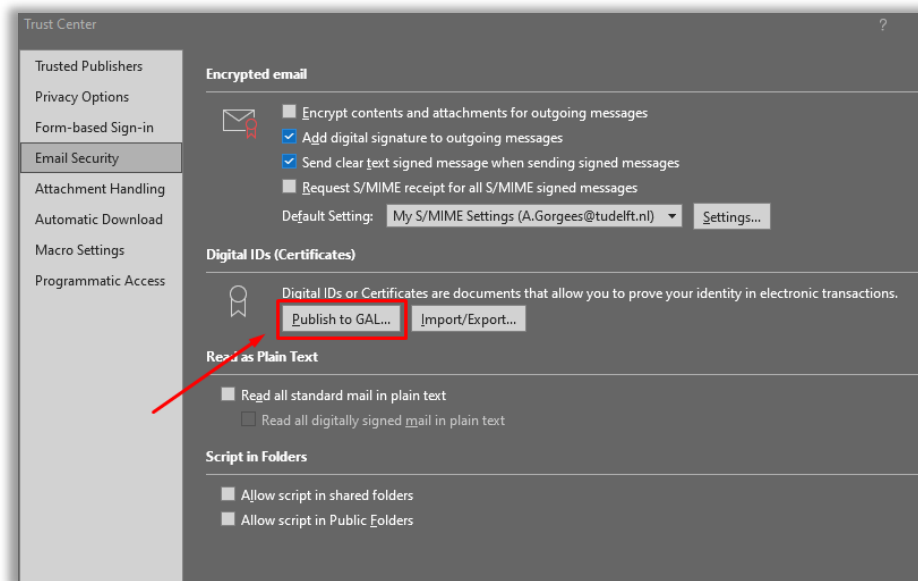 Trust Center
?
Trusted Publishers
Privacy Options
Form-based Sign-in
Email Security
Attachment Handling
Automatic Download
Macro Settings
Programmatic Access
Encrypted email
Encrypt contents and attachments for outgoing messages
Add digital signature to outgoing messages
Send clear text signed message when sending signed messages
Request S/MIME receipt for all S/MIME signed messages
Default Setting: My S/MIME Settings (A.Gorgees@tudelft.nl) Settings...
Digital IDs (Certificates)
Digital IDs or Certificates are documents that allow you to prove your identity in electronic transactions.
Publish to GAL... Import/Export...
Read as Plain Text
Read all standard mail in plain text
Read all digitally signed mail in plain text
Script in Folders
Allow script in shared folders
Allow script in Public Folders